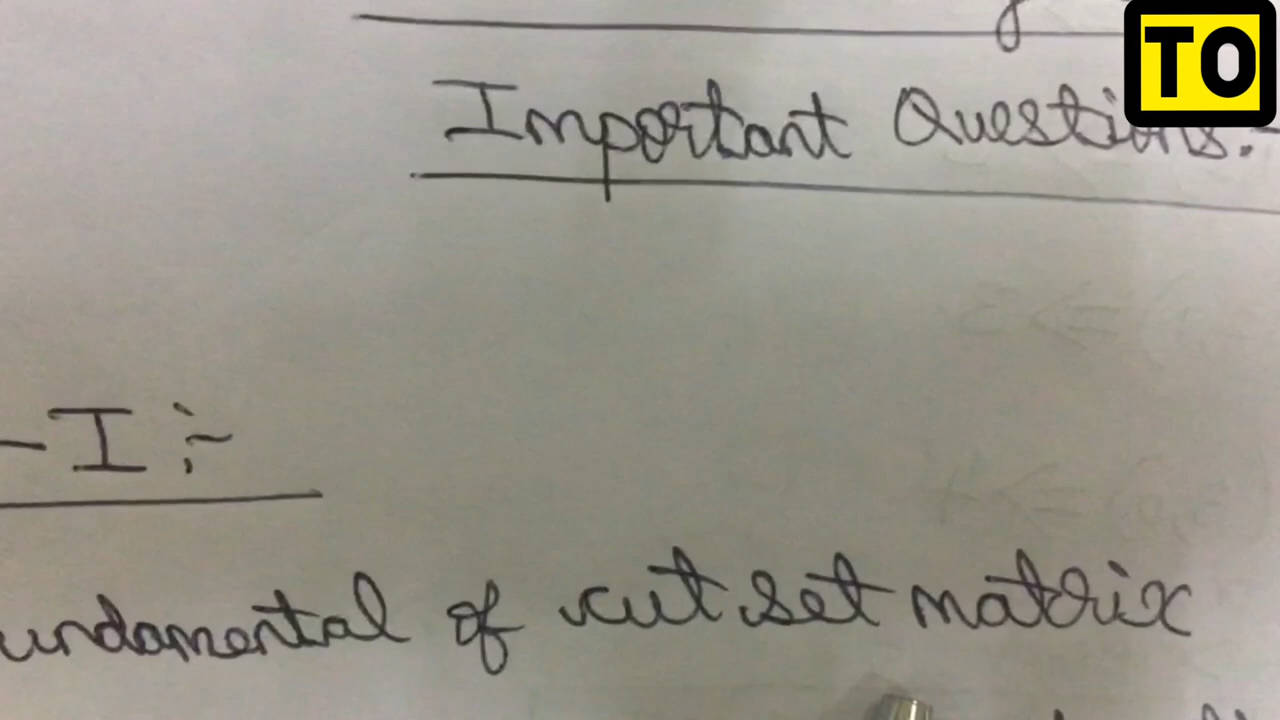 TO
Important Questions:-
-I :-
undamental of cut set matrix